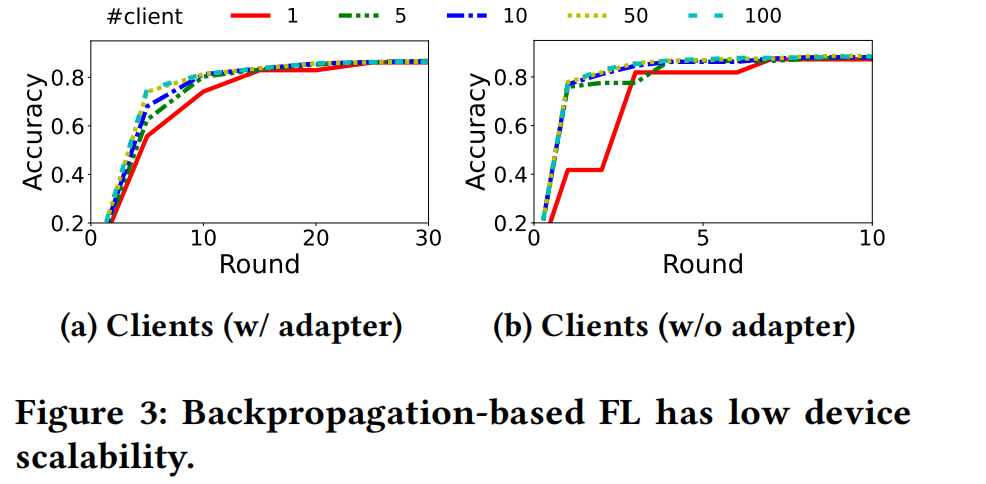 #client 1 5 10 50 100
Accuracy
0.8
0.6
0.4
0.2
0 10 20 30
Round
(a) Clients (w/ adapter)
Accuracy
0.8
0.6
0.4
0.2
0 5 10
Round
(b) Clients (w/o adapter)
Figure 3: Backpropagation-based FL has low device
scalability.